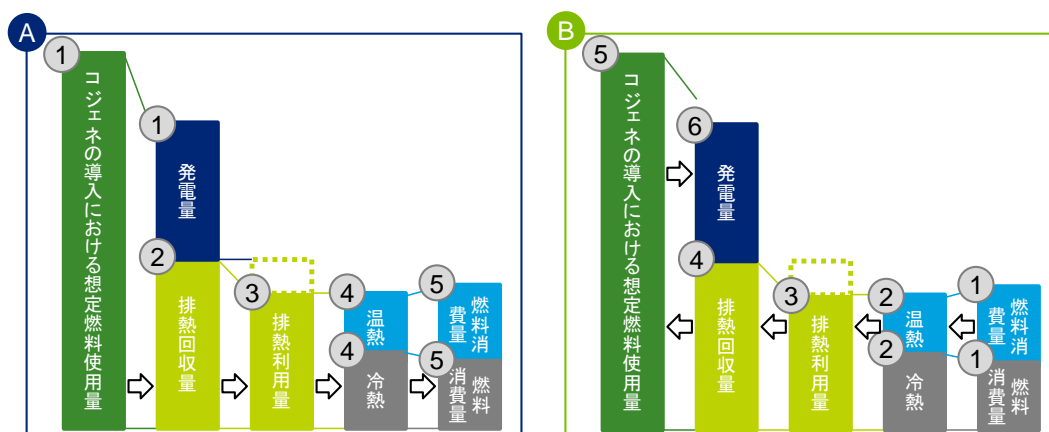 A
1
コジェネの導入における想定燃料使用量
1
発電量
2
排熱回収量
3
排熱利用量
4
温熱
4
冷熱
5
燃料消
費量
5
燃料
消費量
B
5
コジェネの導入における想定燃料使用量
6
発電量
4
排熱回収量
3
排熱利用量
2
温熱
2
冷熱
1
燃料消
費量
1
燃料
消費量